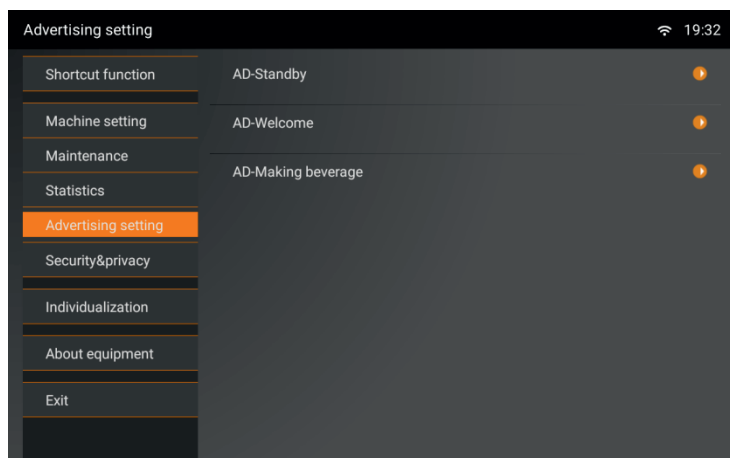 Advertising setting
19:32
Shortcut function
Machine setting
Maintenance
Statistics
Advertising setting
Security&privacy
Individualization
About equipment
Exit
AD-Standby
AD-Welcome
AD-Making beverage